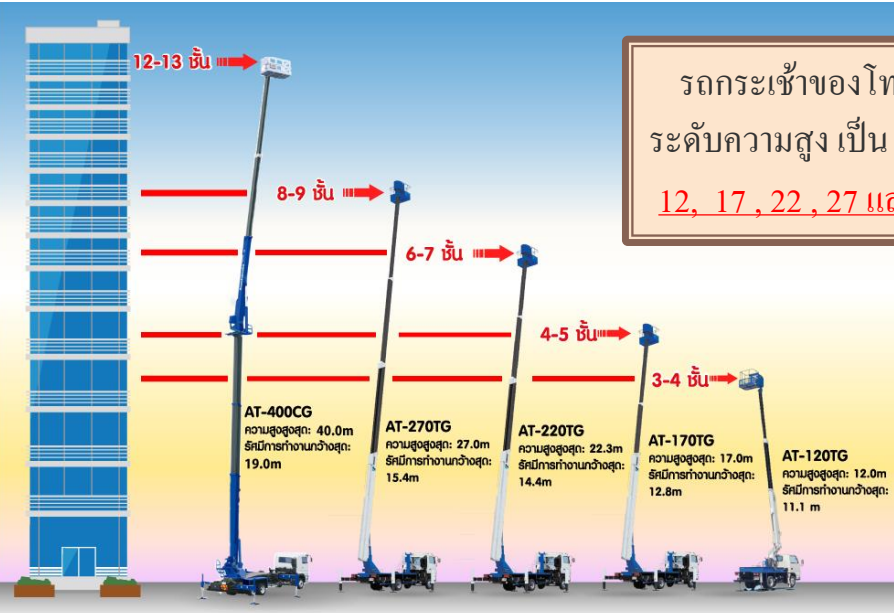 12-13 ชั้น
รถกระเช้าของ
ระดับความสูง เป็น
12, 17 , 22 , 27
8-9 ชั้น
6-7 ชั้น
4-5 ชั้น
3-4 ชั้น
AT-400CG
ความสูงสูงสุด: 40.0m
รัศมีการทำงานกว้างสุด:
19.0m
AT-270TG
ความสูงสูงสุด: 27.0m
รัศมีการทำงานกว้างสุด:
15.4m
AT-220TG
ความสูงสูงสุด: 22.3m
รัศมีการทำงานกว้างสุด:
14.4m
AT-170TG
ความสูงสูงสุด: 17.0m
รัศมีการทำงานกว้างสุด:
12.8m
AT-120TG
ความสูงสูงสุด: 12.0m
รัศมีการทำงานกว้างสุด:
11.1 m